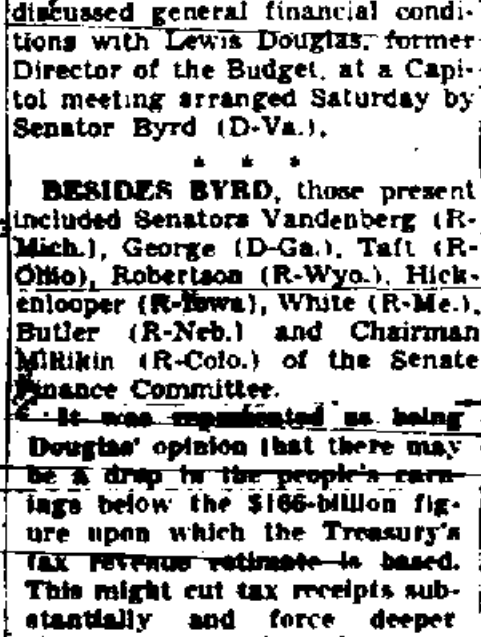 discussed general financial condi-
tions with Lewis Douglas, former
Director of the Budget, at a Capi-
tol meeting arranged Saturday by
Senator Byrd (D-Va.).
* * *
BESIDES BYRD, those present
included Senators Vandenberg (R-
Mich.), George (D-Ga.), Taft (R-
Ohio), Robertson (R-Wyo.), Hick-
enlooper (R-Iowa), White (R-Me.),
Butler (R-Neb.) and Chairman
Millikin (R-Colo.) of the Senate
Finance Committee.
It was represented as being
Douglas' opinion that there may
be a drop in the people's earn-
ings below the $166-billion fig-
ure upon which the Treasury's
tax revenue estimate is based.
This might cut tax receipts sub-
stantially and force deeper